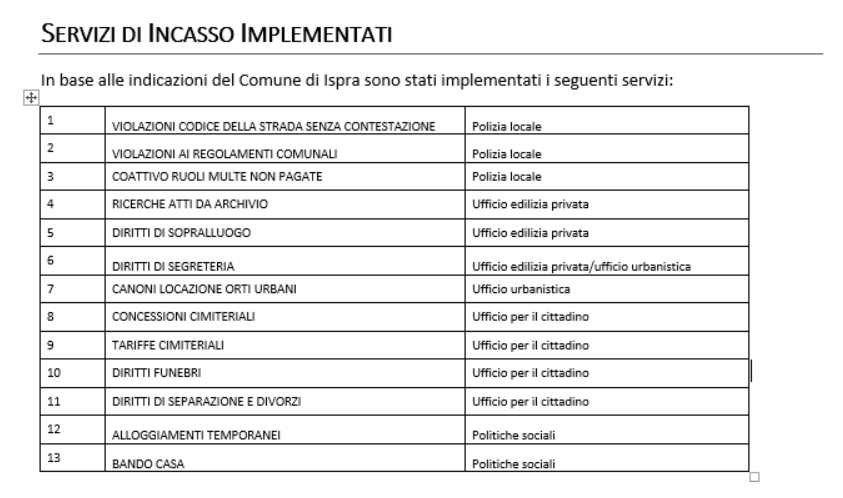 SERVIZI DI INCASSO IMPLEMENTATI
In base alle indicazioni del Comune di Ispra sono stati implementati i seguenti servizi:
1 VIOLAZIONI CODICE DELLA STRADA SENZA CONTESTAZIONE Polizia locale
2 VIOLAZIONI AI REGOLAMENTI COMUNALI Polizia locale
3 COATTIVO RUOLI MULTE NON PAGATE Polizia locale
4 RICERCHE ATTI DA ARCHIVIO Ufficio edilizia privata
5 DIRITTI DI SOPRALLUOGO Ufficio edilizia privata
6 DIRITTI DI SEGRETERIA Ufficio edilizia privata/ufficio urbanistica
7 CANONI LOCAZIONE ORTI URBANI Ufficio urbanistica
8 CONCESSIONI CIMITERIALI Ufficio per il cittadino
9 TARIFFE CIMITERIALI Ufficio per il cittadino
10 DIRITTI FUNEBRI Ufficio per il cittadino
11 DIRITTI DI SEPARAZIONE E DIVORZI Ufficio per il cittadino
12 ALLOGGIAMENTI TEMPORANEI Politiche sociali
13 BANDO CASA Politiche sociali